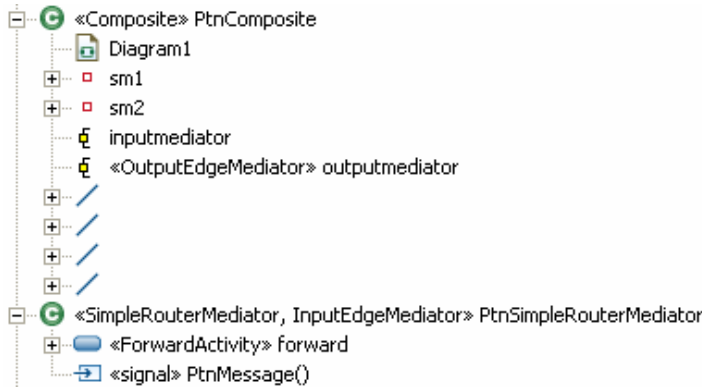 «Composite» PtnComposite
Diagram1
sm1
sm2
inputmediator
«OutputEdgeMediator» outputmediator
«SimpleRouterMediator, InputEdgeMediator» PtnSimpleRouterMediator
«ForwardActivity» forward
«signal» PtnMessage()